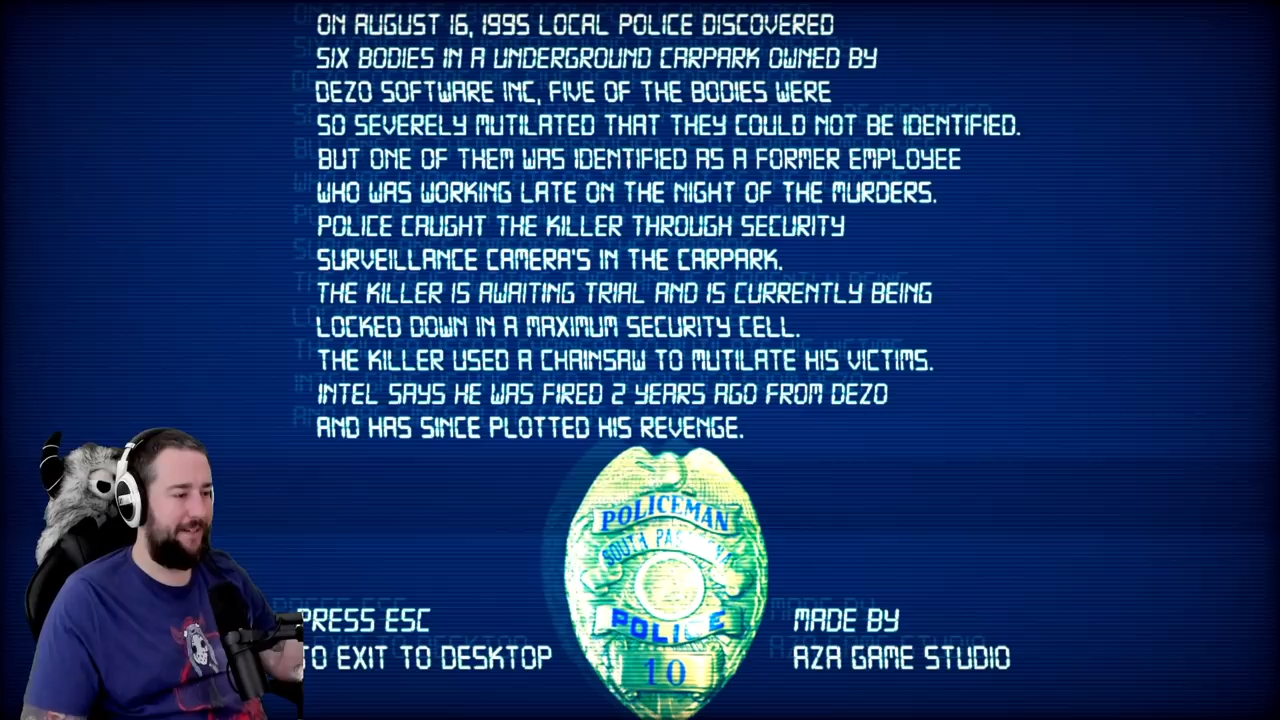 ON AUGUST 16, 1995 LOCAL POLICE DISCOVERED
SIX BODIES IN A UNDERGROUND CARPARK OWNED BY
DEZO SOFTWARE INC, FIVE OF THE BODIES WERE
SO SEVERELY MUTILATED THAT THEY COULD NOT BE IDENTIFIED.
BUT ONE OF THEM WAS IDENTIFIED AS A FORMER EMPLOYEE
WHO WAS WORKING LATE ON THE NIGHT OF THE MURDERS.
POLICE CAUGHT THE KILLER THROUGH SECURITY
SURVEILLANCE CAMERA'S IN THE CARPARK.
THE KILLER IS AWAITING TRIAL AND IS CURRENTLY BEING
LOCKED DOWN IN A MAXIMUM SECURITY CELL.
THE KILLER USED A CHAINSAW TO MUTILATE HIS VICTIMS.
INTEL SAYS HE WAS FIRED 2 YEARS AGO FROM DEZO
AND HAS SINCE PLOTTED HIS REVENGE.
POLICEMAN
POLICE
10
PRESS ESC
TO EXIT TO DESKTOP
MADE BY
AZA GAME STUDIO